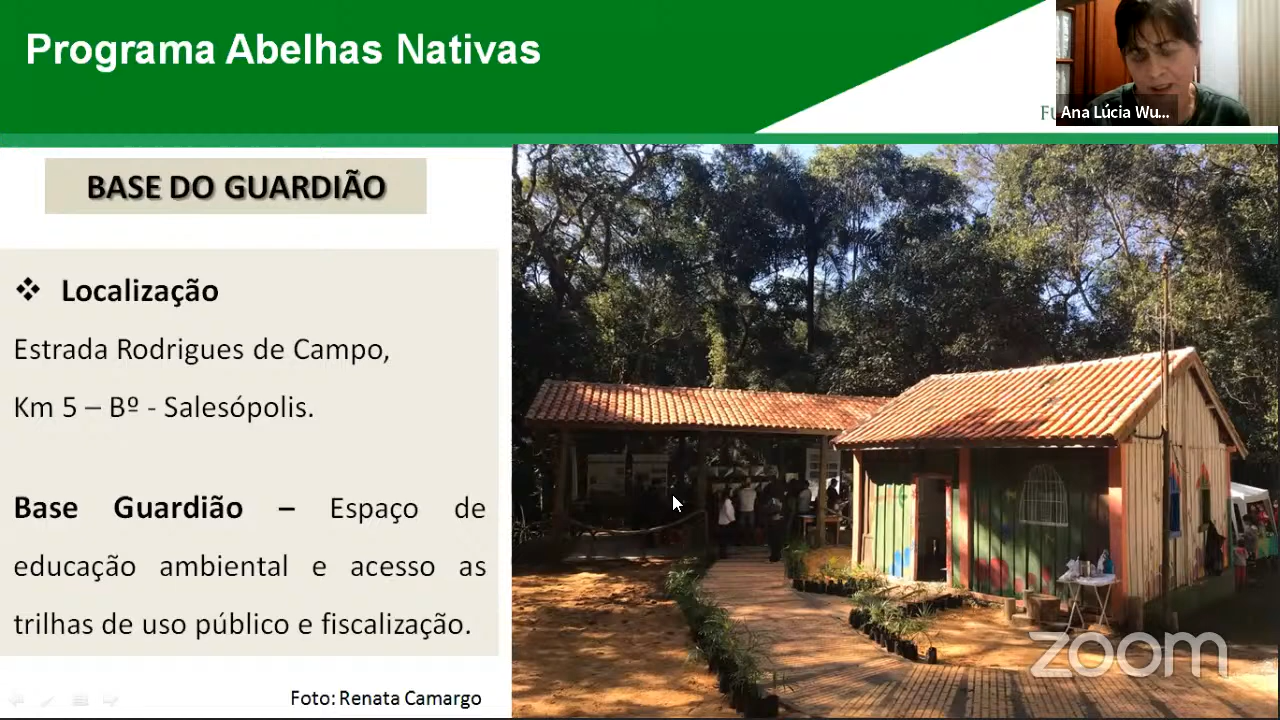 Programa Abelhas Nativas
Ana Lúcia Wu...
BASE DO GUARDIÃO
❖ Localização
Estrada Rodrigues de Campo,
Km 5 – Bº - Salesópolis.
Base Guardião – Espaço de
educação ambiental e acesso as
trilhas de uso público e fiscalização.
Foto: Renata Camargo
zoom